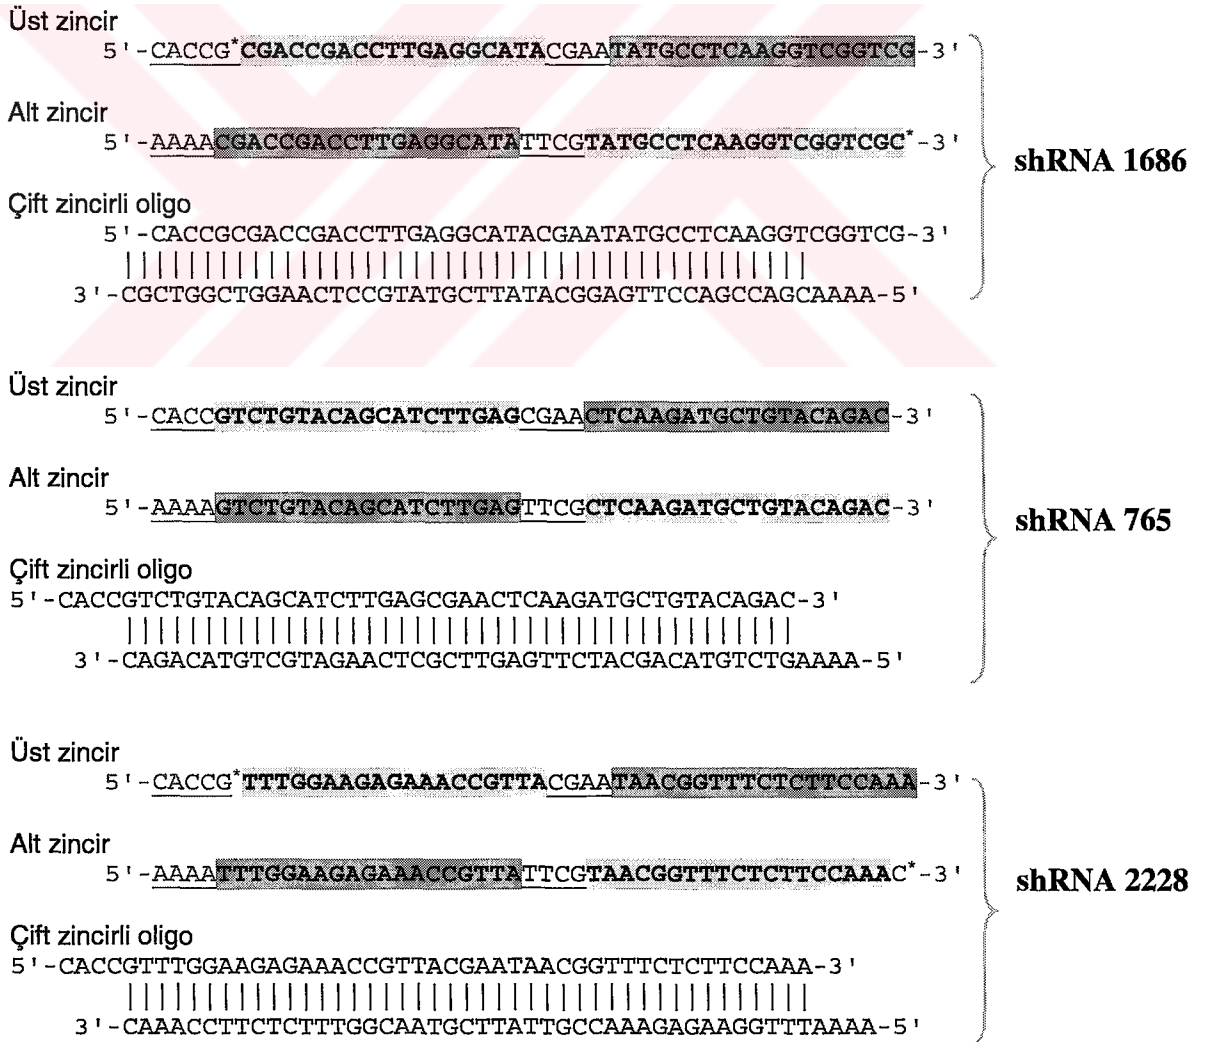 Üst zincir
5'-CACCG*CGACCGACCTTGAGGCATACGAATATGCCTCAAGGTCGGTCG-3'
Alt zincir
5'-AAAACGACCGACCTTGAGGCATATTCGTATGCCTCAAGGTCGGTCGC*-3'
shRNA 1686
Çift zincirli oligo
5'-CACCGCGACCGACCTTGAGGCATACGAATATGCCTCAAGGTCGGTCG-3'
3'-CGCTGGCTGGAACTCCGTATGCTTATACGGAGTTCCAGCCAGCAAAA-5'
Üst zincir
5'-CACCGTCTGTACAGCATCTTGAGCGAACTCAAGATGCTGTACAGAC-3'
Alt zincir
5'-AAAAGTCTGTACAGCATCTTGAGTTCGCTCAAGATGCTGTACAGAC-3'
shRNA 765
Çift zincirli oligo
5'-CACCGTCTGTACAGCATCTTGAGCGAACTCAAGATGCTGTACAGAC-3'
3'-CAGACATGTCGTAGAACTCGCTTGAGTTCTACGACATGTCTGAAAA-5'
Üst zincir
5'-CACCG*TTTGGAAGAGAAACCGTTACGAATAACGGTTTCTCTTCCAAA-3'
Alt zincir
5'-AAAATTTGGAAGAGAAACCGTTATTCGTAACGGTTTCTCTTCCAAAC*-3'
shRNA 2228
Çift zincirli oligo
5'-CACCGTTTGGAAGAGAAACCGTTACGAATAACGGTTTCTCTTCCAAA-3'
3'-CAAACCTTCTCTTTGGCAATGCTTATTGCCAAAGAGAAGGTTTAAAA-5'